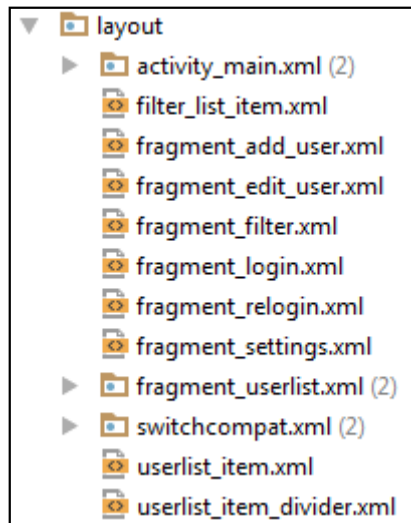 layout
activity_main.xml (2)
filter_list_item.xml
fragment_add_user.xml
fragment_edit_user.xml
fragment_filter.xml
fragment_login.xml
fragment_relogin.xml
fragment_settings.xml
fragment_userlist.xml (2)
switchcompat.xml (2)
userlist_item.xml
userlist_item_divider.xml